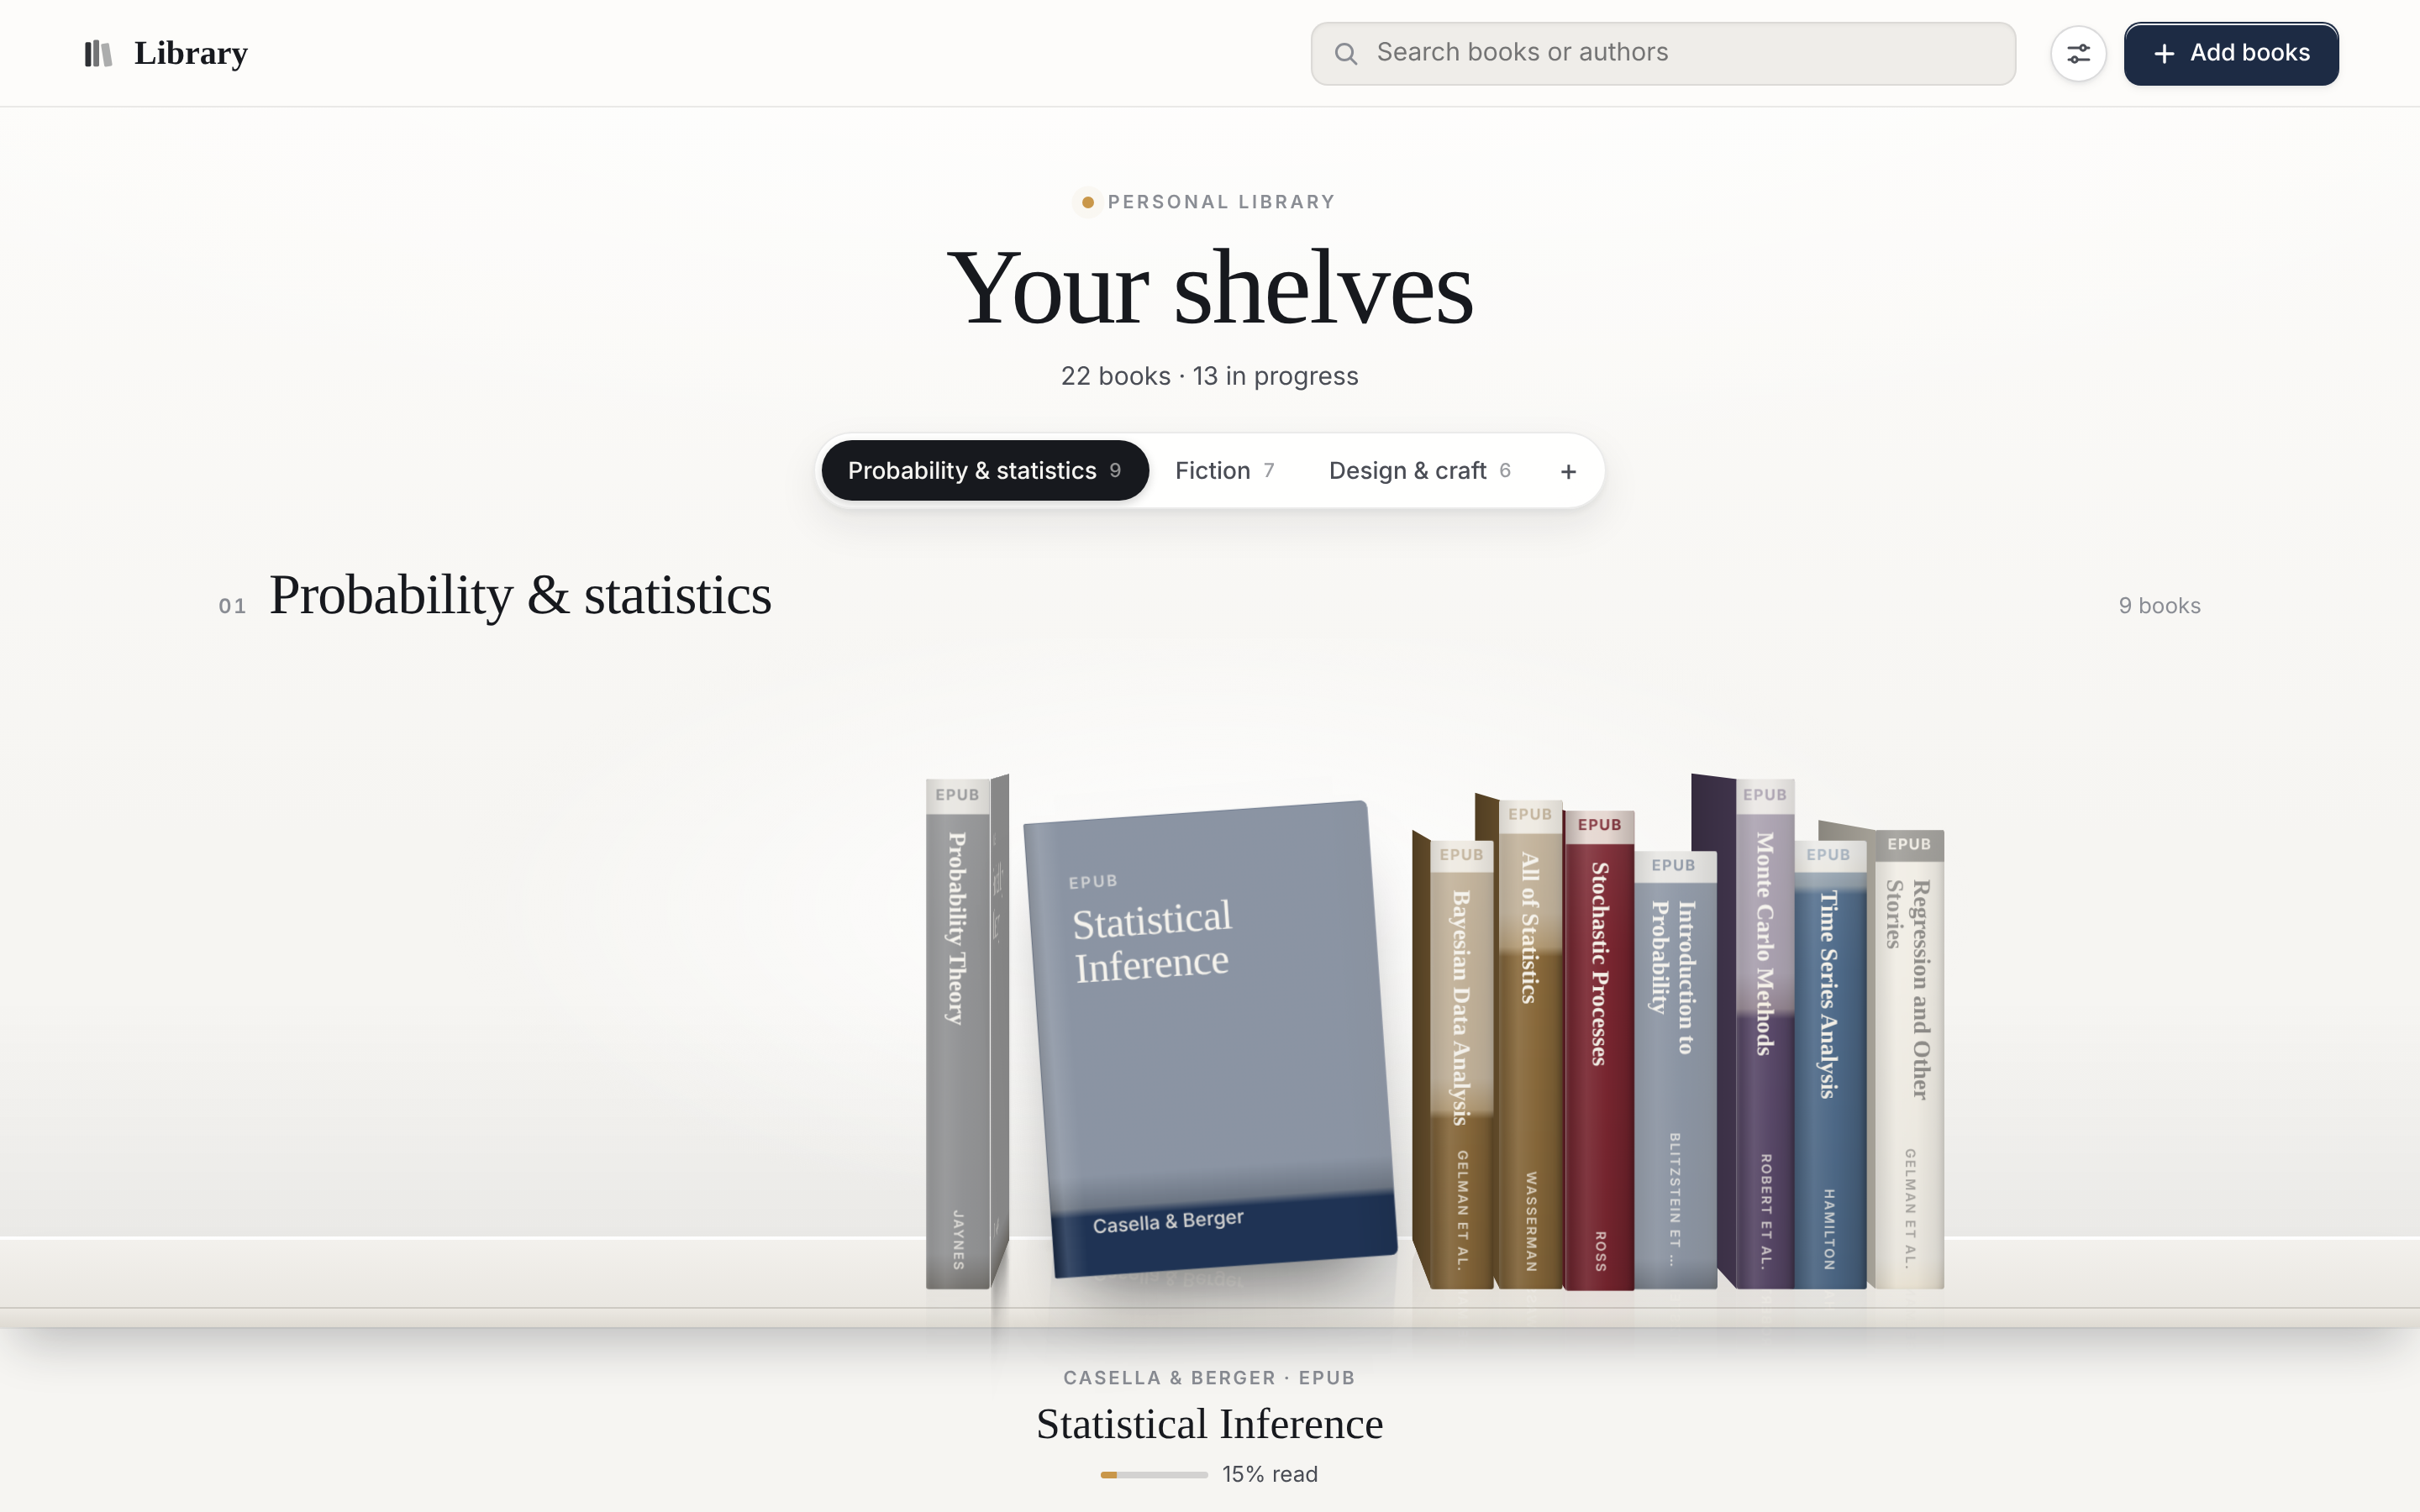 Library
Search books or authors
Add books
PERSONAL LIBRARY
Your shelves
22 books · 13 in progress
Probability & statistics 9
Fiction 7
Design & craft 6
+
01 Probability & statistics
9 books
EPUB
Probability Theory
JAYNES
EPUB
Statistical
Inference
Casella & Berger
EPUB
Bayesian Data Analysis
GELMAN ET AL.
EPUB
All of Statistics
WASSERMAN
EPUB
Stochastic Processes
ROSS
EPUB
Introduction to
Probability
BLITZSTEIN ET ...
EPUB
Monte Carlo Methods
ROBERT ET AL.
EPUB
Time Series Analysis
HAMILTON
EPUB
Regression and Other
Stories
GELMAN ET AL.
CASELLA & BERGER · EPUB
Statistical Inference
15% read